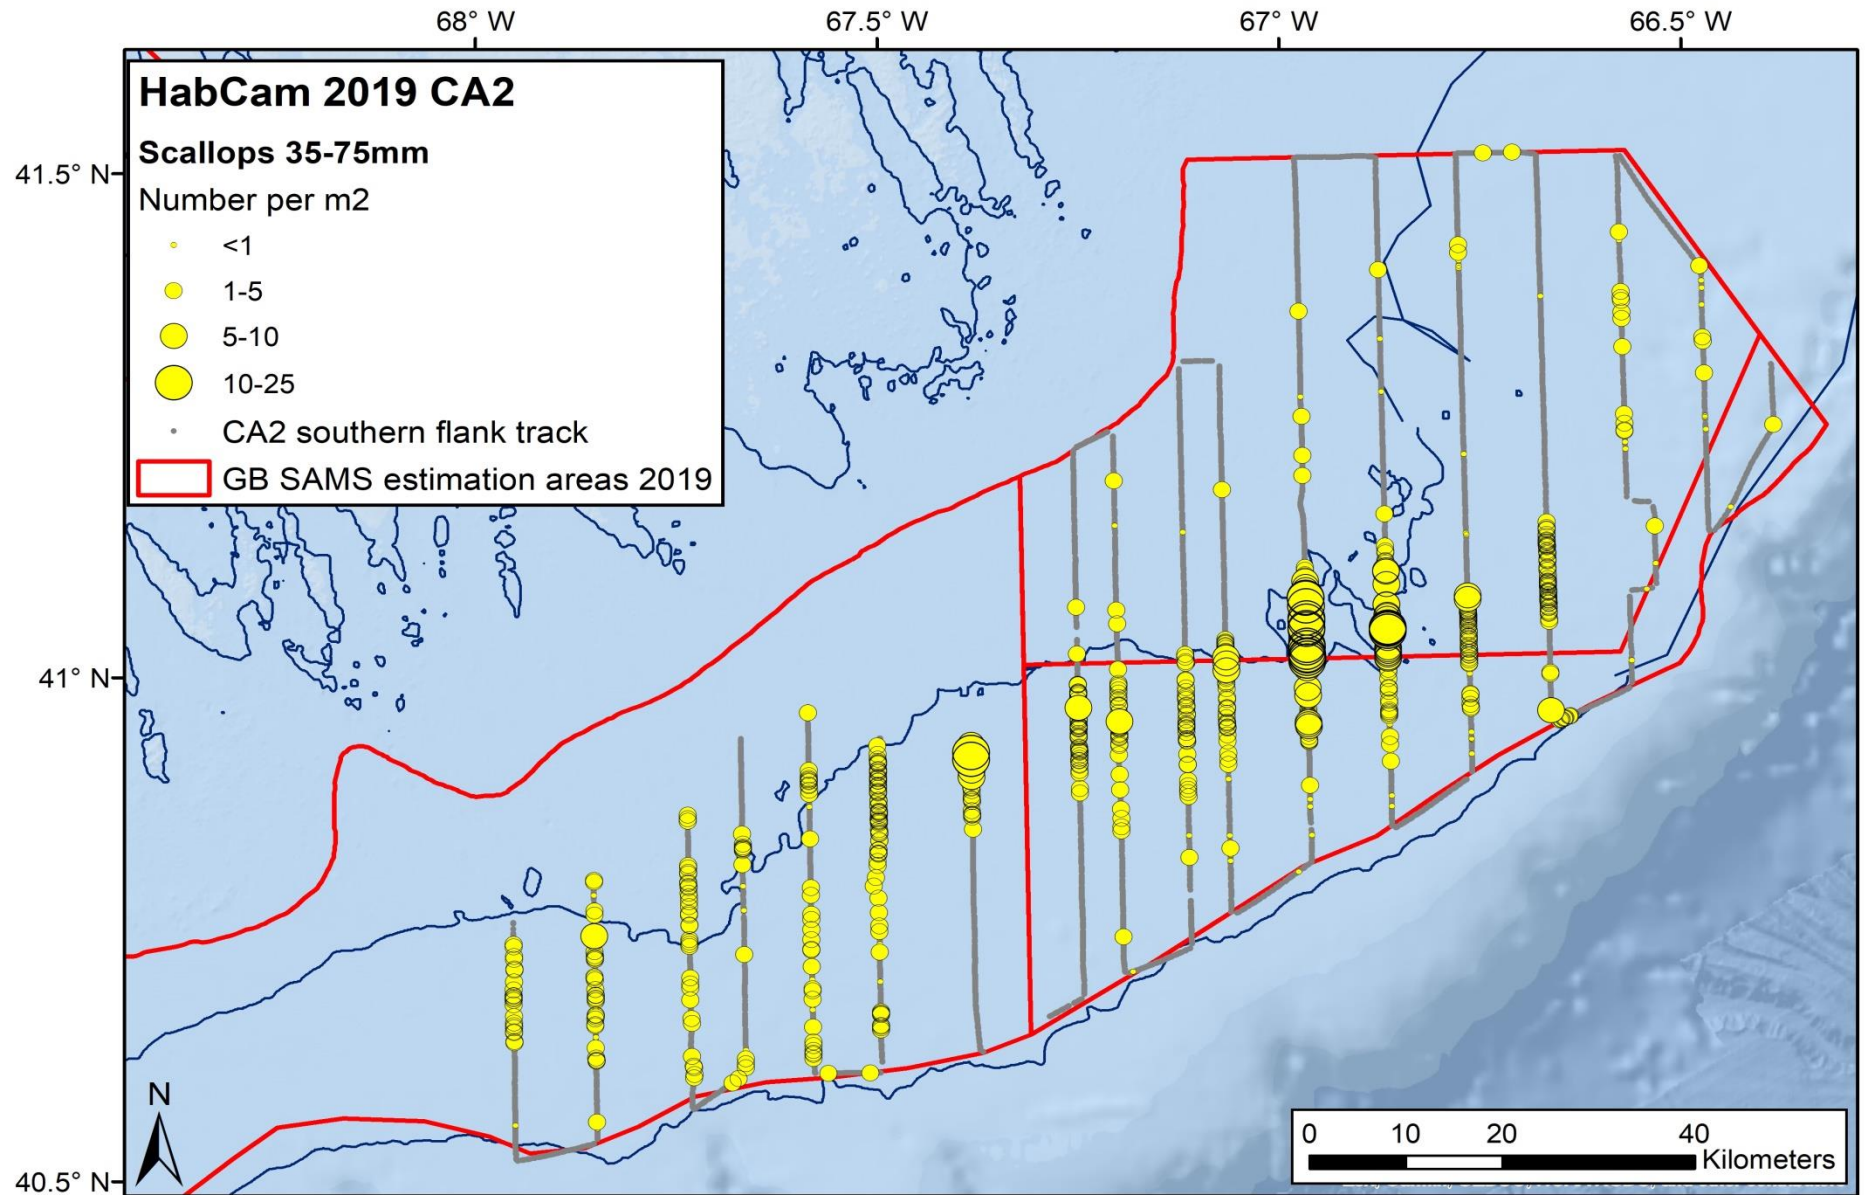 68° W 67.5° W 67° W 66.5° W
HabCam 2019 CA2
Scallops 35-75mm
Number per m2
<1
1-5
5-10
10-25
CA2 southern flank track
GB SAMS estimation areas 2019
41.5° N
41° N
40.5° N
N
0 10 20 40
Kilometers